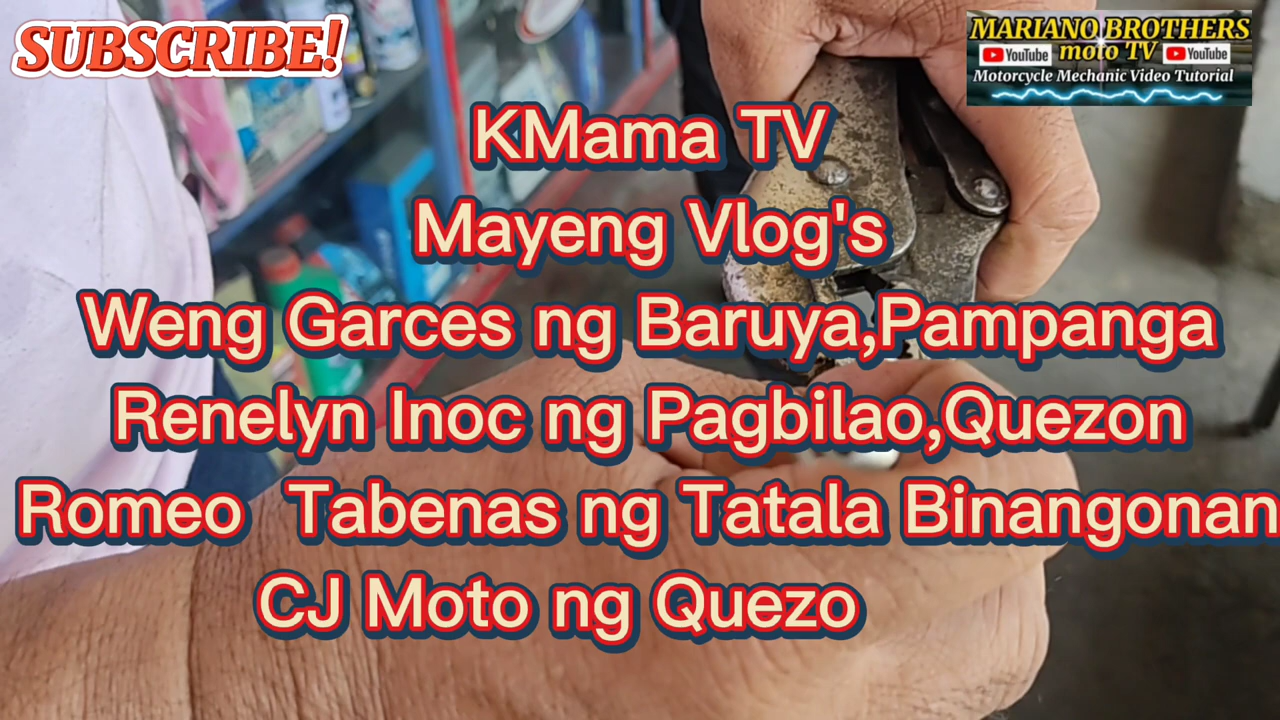 SUBSCRIBE!
MARIANO BROTHERS
YouTube moto TV YouTube
Motorcycle Mechanic Video Tutorial
KMama TV
Mayeng Vlog's
Weng Garces ng Baruya,Pampanga
Renelyn Inoc ng Pagbilao,Quezon
Romeo Tabenas ng Tatala Binangonan
CJ Moto ng Quezo